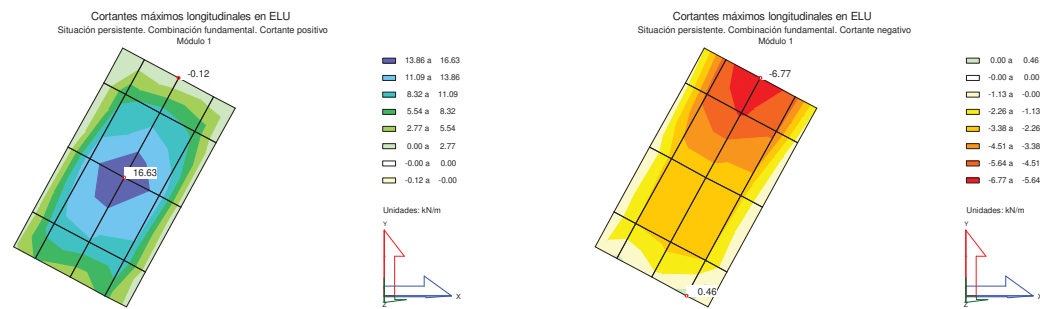 Cortantes máximos longitudinales en ELU
Situación persistente. Combinación fundamental. Cortante positivo
Módulo 1
-0.12
16.63
13.86 a 16.63
11.09 a 13.86
8.32 a 11.09
5.54 a 8.32
2.77 a 5.54
0.00 a 2.77
-0.00 a 0.00
-0.12 a -0.00
Unidades: kN/m
Y
X
Z
Cortantes máximos longitudinales en ELU
Situación persistente. Combinación fundamental. Cortante negativo
Módulo 1
-6.77
0.46
0.00 a 0.46
-0.00 a 0.00
-1.13 a -0.00
-2.26 a -1.13
-3.38 a -2.26
-4.51 a -3.38
-5.64 a -4.51
-6.77 a -5.64
Unidades: kN/m
Y
X
Z